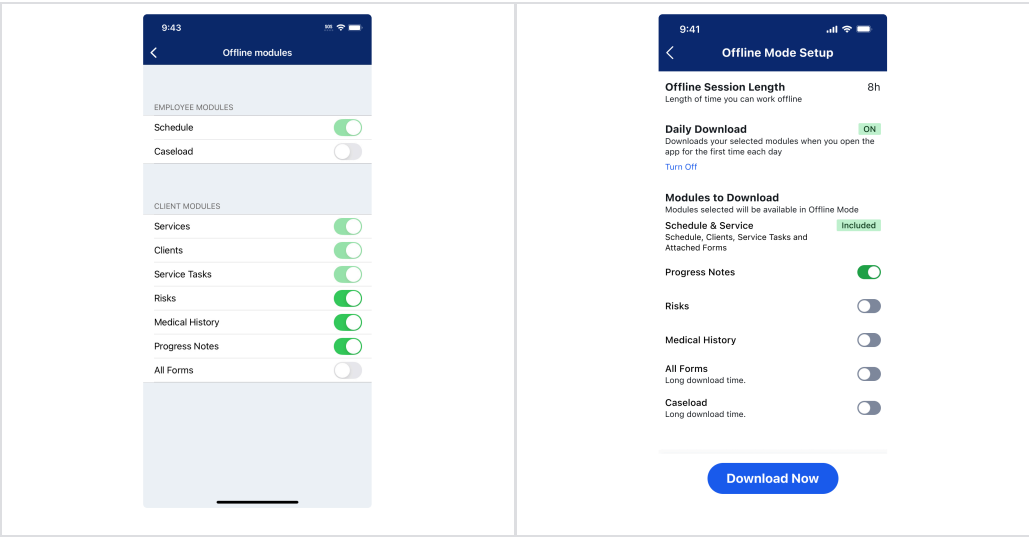 9:43
SOS
Offline modules
EMPLOYEE MODULES
Schedule
Caseload
CLIENT MODULES
Services
Clients
Service Tasks
Risks
Medical History
Progress Notes
All Forms
9:41
Offline Mode Setup
Offline Session Length 8h
Length of time you can work offline
Daily Download ON
Downloads your selected modules when you open the
app for the first time each day
Turn Off
Modules to Download
Modules selected will be available in Offline Mode
Schedule & Service Included
Schedule, Clients, Service Tasks and
Attached Forms
Progress Notes
Risks
Medical History
All Forms
Long download time.
Caseload
Long download time.
Download Now